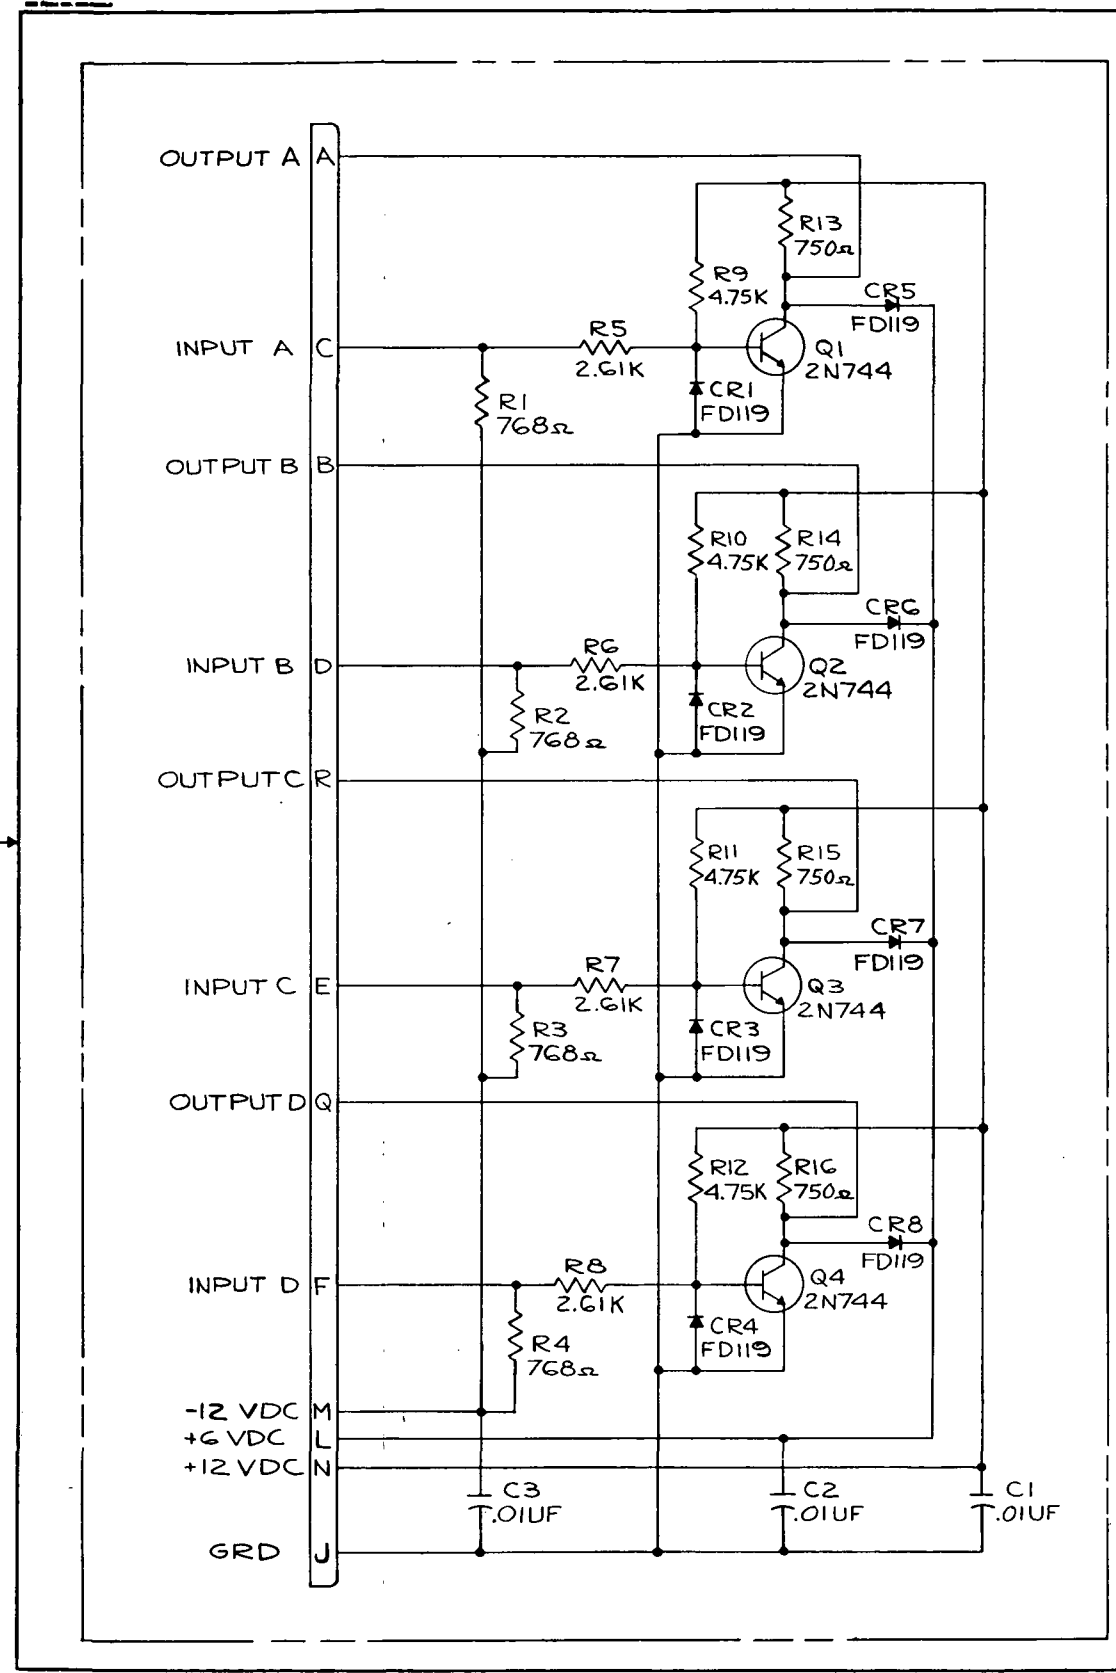 OUTPUT A A
R13
750Ω
R9
4.75K
CR5
FD119
INPUT A C
R5
2.61K
Q1
2N744
CR1
FD119
R1
768Ω
OUTPUT B B
R10
4.75K
R14
750Ω
CR6
FD119
INPUT B D
R6
2.61K
Q2
2N744
CR2
FD119
R2
768Ω
OUTPUT C R
R11
4.75K
R15
750Ω
CR7
FD119
INPUT C E
R7
2.61K
Q3
2N744
CR3
FD119
R3
768Ω
OUTPUT D Q
R12
4.75K
R16
750Ω
CR8
FD119
INPUT D F
R8
2.61K
Q4
2N744
CR4
FD119
R4
768Ω
-12 VDC M
+6 VDC L
+12 VDC N
C3
.01UF
C2
.01UF
C1
.01UF
GRD J